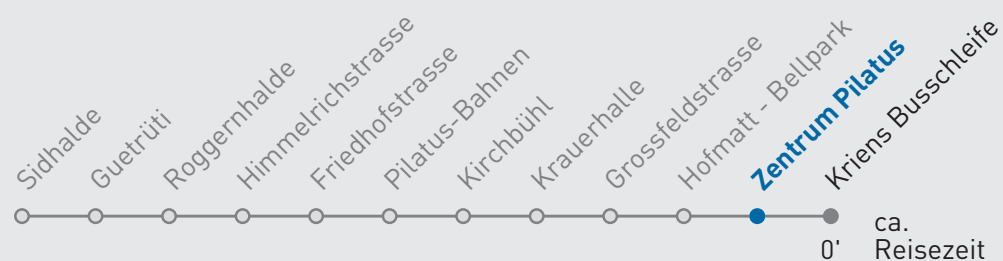 Sidhalde
Guetrüti
Roggernhalde
Himmelrichstrasse
Friedhofstrasse
Pilatus-Bahnen
Kirchbühl
Krauerhalle
Grossfeldstrasse
Hofmatt - Bellpark
Zentrum Pilatus
Kriens Busschleife
ca.
0' Reisezeit